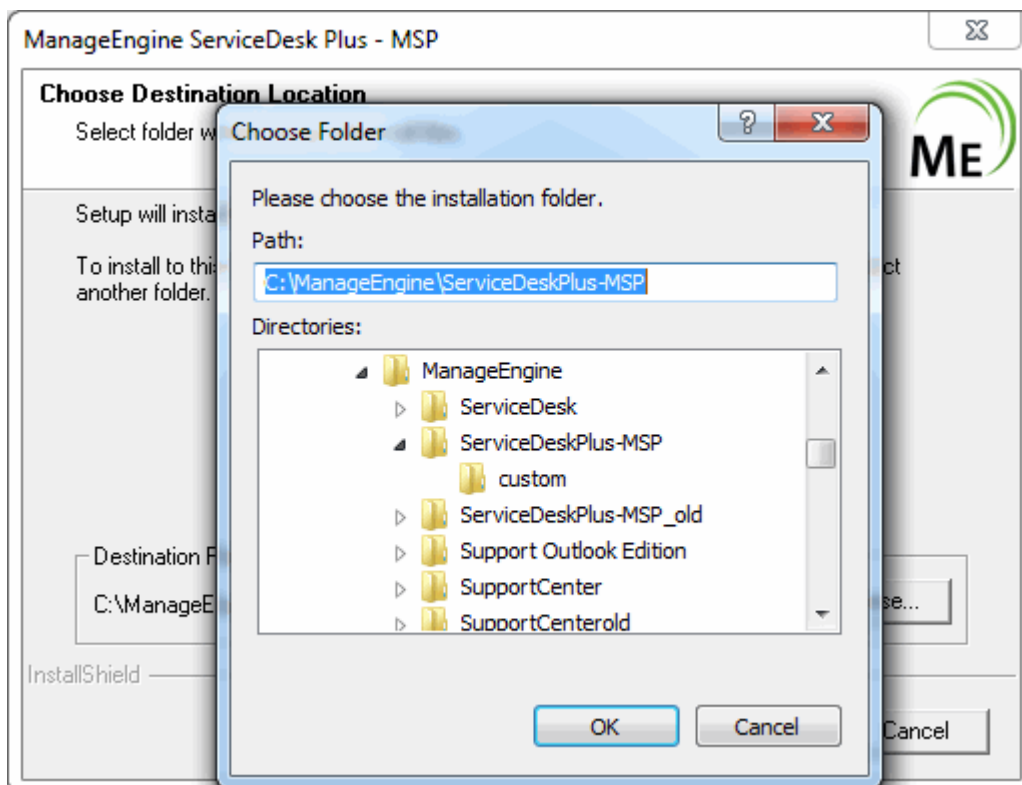 ManageEngine ServiceDesk Plus - MSP
Choose Destination Location
Select folder w
ME
Choose Folder
Please choose the installation folder.
Setup will insta
Path:
To install to this
ct
another folder.
C:\ManageEngine\ServiceDeskPlus-MSP
Directories:
ManageEngine
ServiceDesk
ServiceDeskPlus-MSP
custom
ServiceDeskPlus-MSP_old
Support Outlook Edition
SupportCenter
SupportCenterold
Destination F
C:\ManageE
se...
InstallShield
OK
Cancel
Cancel